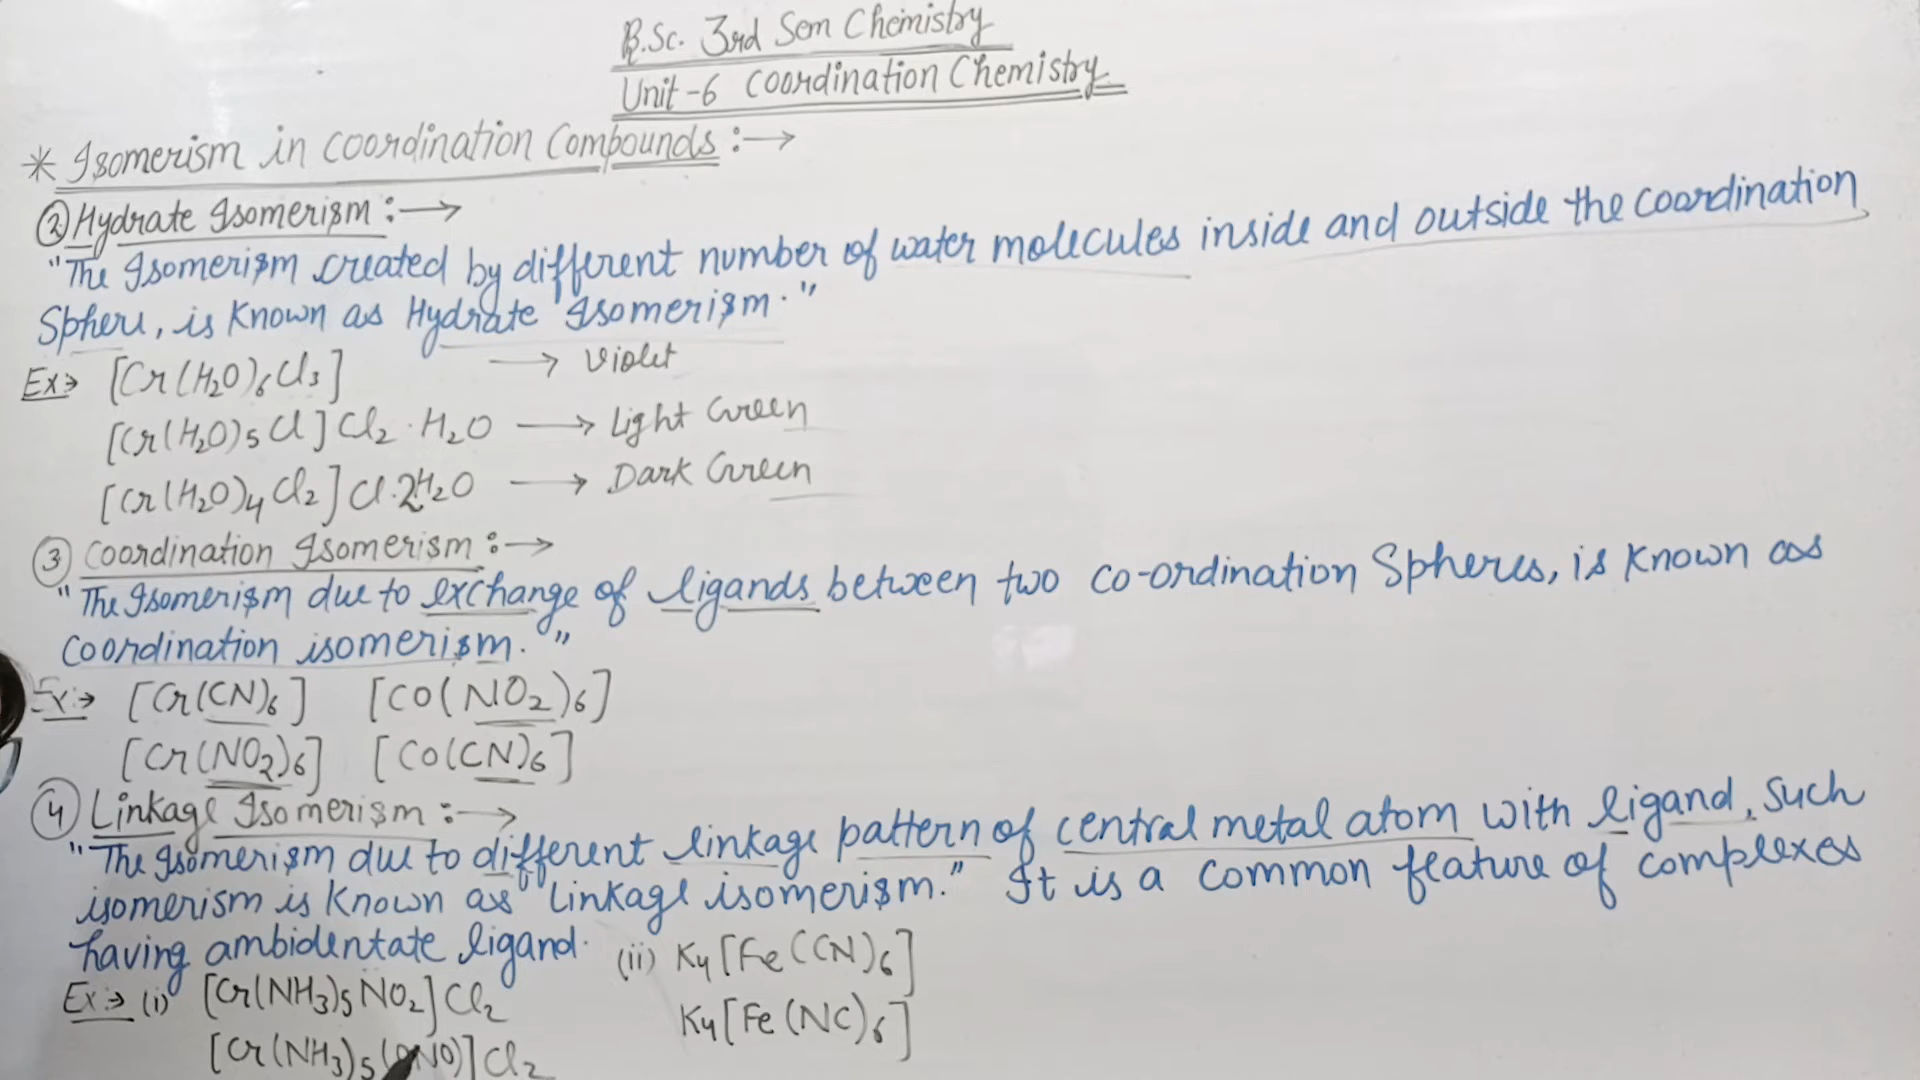 B.Sc. 3rd Sem Chemistry
Unit-6 Coordination Chemistry
* Isomerism in Coordination Compounds :→
② Hydrate Isomerism :→
"The Isomerism created by different number of water molecules inside and outside the coordination
Sphere, is known as Hydrate Isomerism."
Ex→ [Cr(H₂O)₆Cl₃] → Violet
[Cr(H₂O)₅Cl]Cl₂·H₂O → Light Green
[Cr(H₂O)₄Cl₂]Cl·2H₂O → Dark Green
③ Coordination Isomerism :→
"The Isomerism due to exchange of ligands between two co-ordination Spheres, is known as
coordination isomerism."
Ex:→ [Cr(CN)₆] [Co(NO₂)₆]
[Cr(NO₂)₆] [Co(CN)₆]
④ Linkage Isomerism :→
"The Isomerism due to different linkage pattern of central metal atom with ligand, such
isomerism is known as "linkage isomerism." It is a common feature of complexes
having ambidentate ligand.
Ex:→ (i) [Cr(NH₃)₅NO₂]Cl₂
[Cr(NH₃)₅(ONO)]Cl₂
(ii) K₄[Fe(CN)₆]
K₄[Fe(NC)₆]